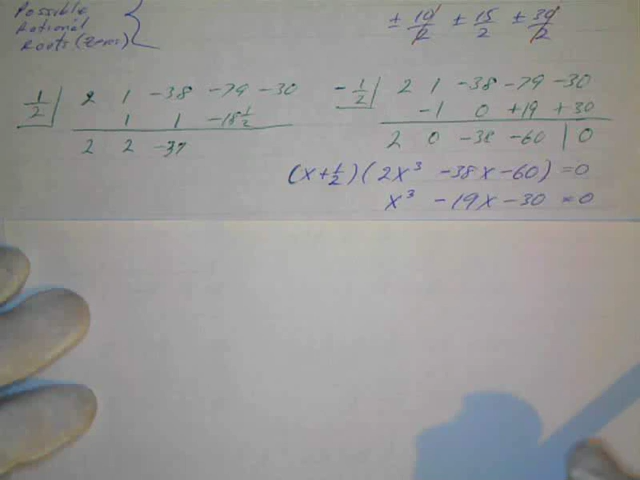 Possible
Rational
Roots (Zeros)
± 10/2 ± 15/2 ± 30/2
1/2 | 2 1 -38 -79 -30
1 1 -18 1/2
2 2 -37
-1/2 | 2 1 -38 -79 -30
-1 0 +19 +30
2 0 -38 -60 | 0
(x+1/2)(2x³ -38x-60)=0
x³ -19x-30 =0